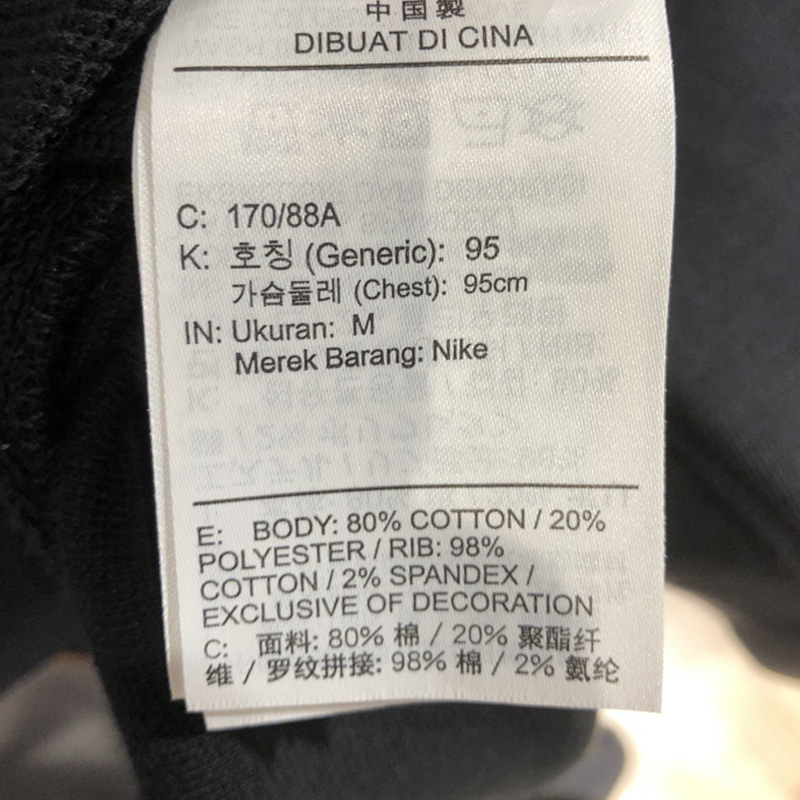 中国製
DIBUAT DI CINA
C: 170/88A
K: 호칭 (Generic): 95
가슴둘레 (Chest): 95cm
IN: Ukuran: M
Merek Barang: Nike
E: BODY: 80% COTTON / 20%
POLYESTER / RIB: 98%
COTTON / 2% SPANDEX /
EXCLUSIVE OF DECORATION
C: 面料: 80% 棉 / 20% 聚酯纤
维 / 罗纹拼接: 98% 棉 / 2% 氨纶